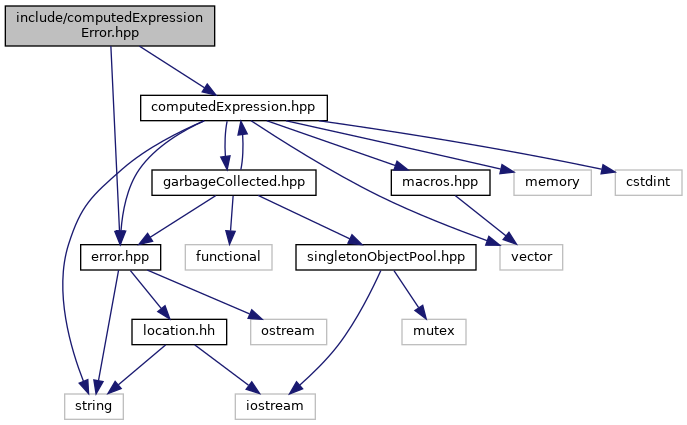 include/computedExpression
Error.hpp
computedExpression.hpp
garbageCollected.hpp
macros.hpp
memory
cstdint
error.hpp
functional
singletonObjectPool.hpp
vector
location.hh
ostream
mutex
string
iostream